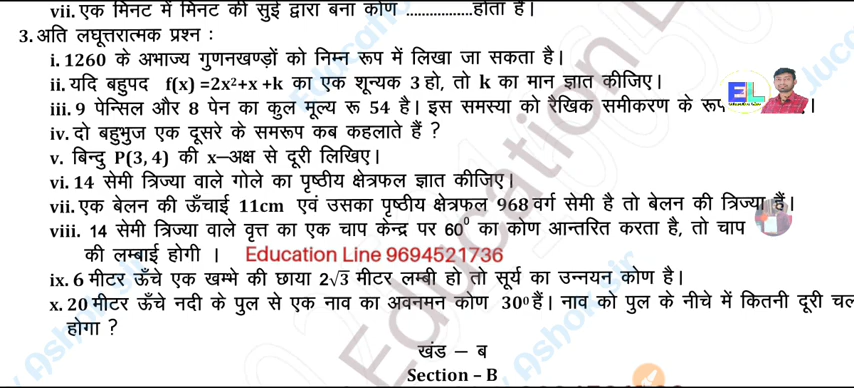 vii. एक मिनट में मिनट की सुई द्वारा बना कोण ................होता है।
3. अति लघूत्तरात्मक प्रश्न :
i. 1260 के अभाज्य गुणनखण्ड़ों को निम्न रूप में लिखा जा सकता है।
ii. यदि बहुपद f(x) =2x²+x +k का एक शून्यक 3 हो, तो k का मान ज्ञात कीजिए।
iii. 9 पेन्सिल और 8 पेन का कुल मूल्य रू 54 है। इस समस्या को रैखिक समीकरण के रूप
EL
iv. दो बहुभुज एक दूसरे के समरूप कब कहलाते हैं ?
v. बिन्दु P(3, 4) की x–अक्ष से दूरी लिखिए।
vi. 14 सेमी त्रिज्या वाले गोले का पृष्ठीय क्षेत्रफल ज्ञात कीजिए।
vii. एक बेलन की ऊँचाई 11cm एवं उसका पृष्ठीय क्षेत्रफल 968 वर्ग सेमी है तो बेलन की त्रिज्या हैं।
viii. 14 सेमी त्रिज्या वाले वृत्त का एक चाप केन्द्र पर 60⁰ का कोण आन्तरित करता है, तो चाप
की लम्बाई होगी । Education Line 9694521736
ix. 6 मीटर ऊँचे एक खम्भे की छाया 2√3 मीटर लम्बी हो तो सूर्य का उन्नयन कोण है।
x. 20 मीटर ऊँचे नदी के पुल से एक नाव का अवनमन कोण 30⁰ हैं। नाव को पुल के नीचे में कितनी दूरी चल
होगा ?
खंड – ब
Section – B